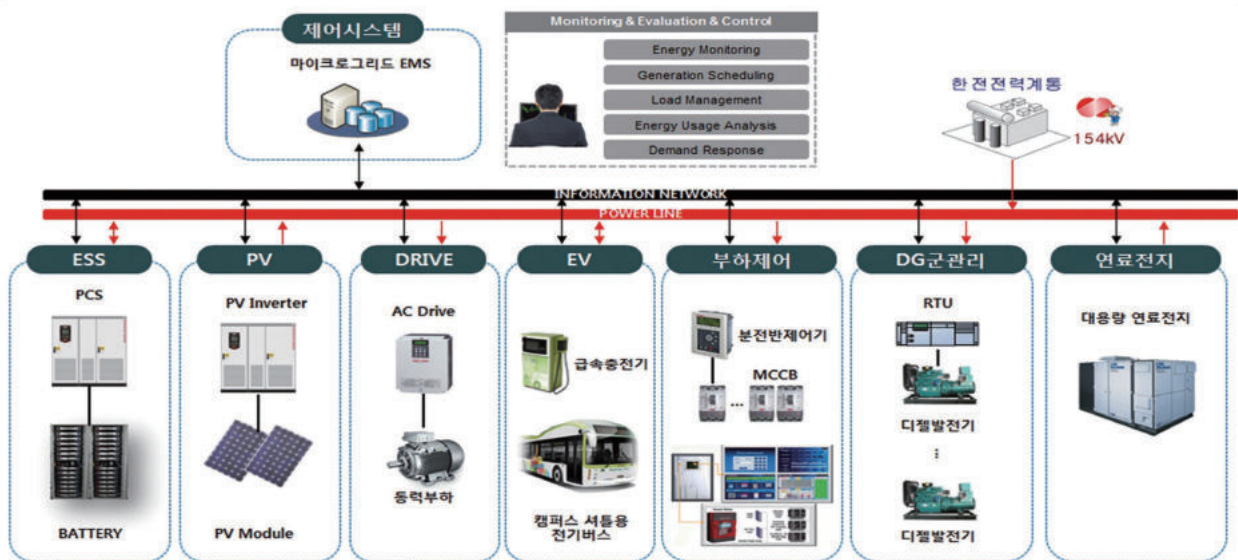 제어시스템
마이크로그리드 EMS
Monitoring & Evaluation & Control
Energy Monitoring
Generation Scheduling
Load Management
Energy Usage Analysis
Demand Response
한전전력계통
154kV
INFORMATION NETWORK
POWER LINE
ESS
PCS
BATTERY
PV
PV Inverter
PV Module
DRIVE
AC Drive
동력부하
EV
급속충전기
캠퍼스 셔틀용
전기버스
부하제어
분전반제어기
MCCB
...
DG군관리
RTU
디젤발전기
...
디젤발전기
연료전지
대용량 연료전지